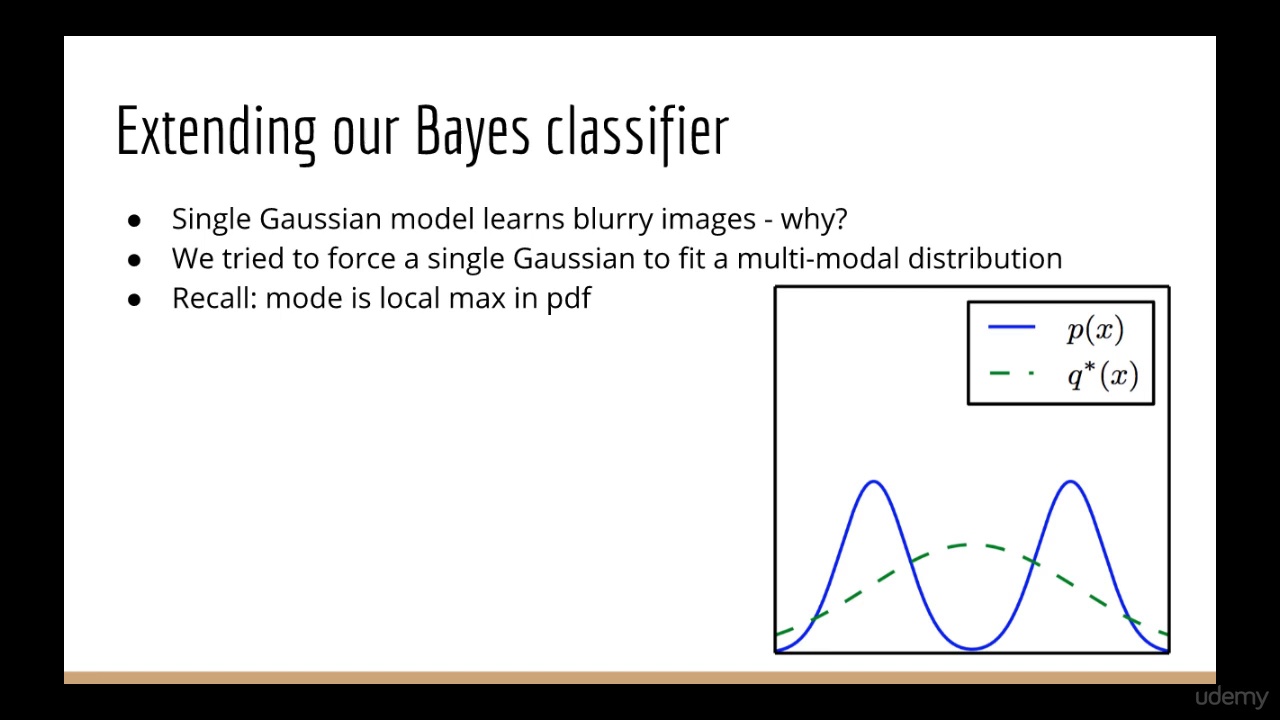 Extending our Bayes classifier
● Single Gaussian model learns blurry images - why?
● We tried to force a single Gaussian to fit a multi-modal distribution
● Recall: mode is local max in pdf
p(x)
q*(x)
udemy